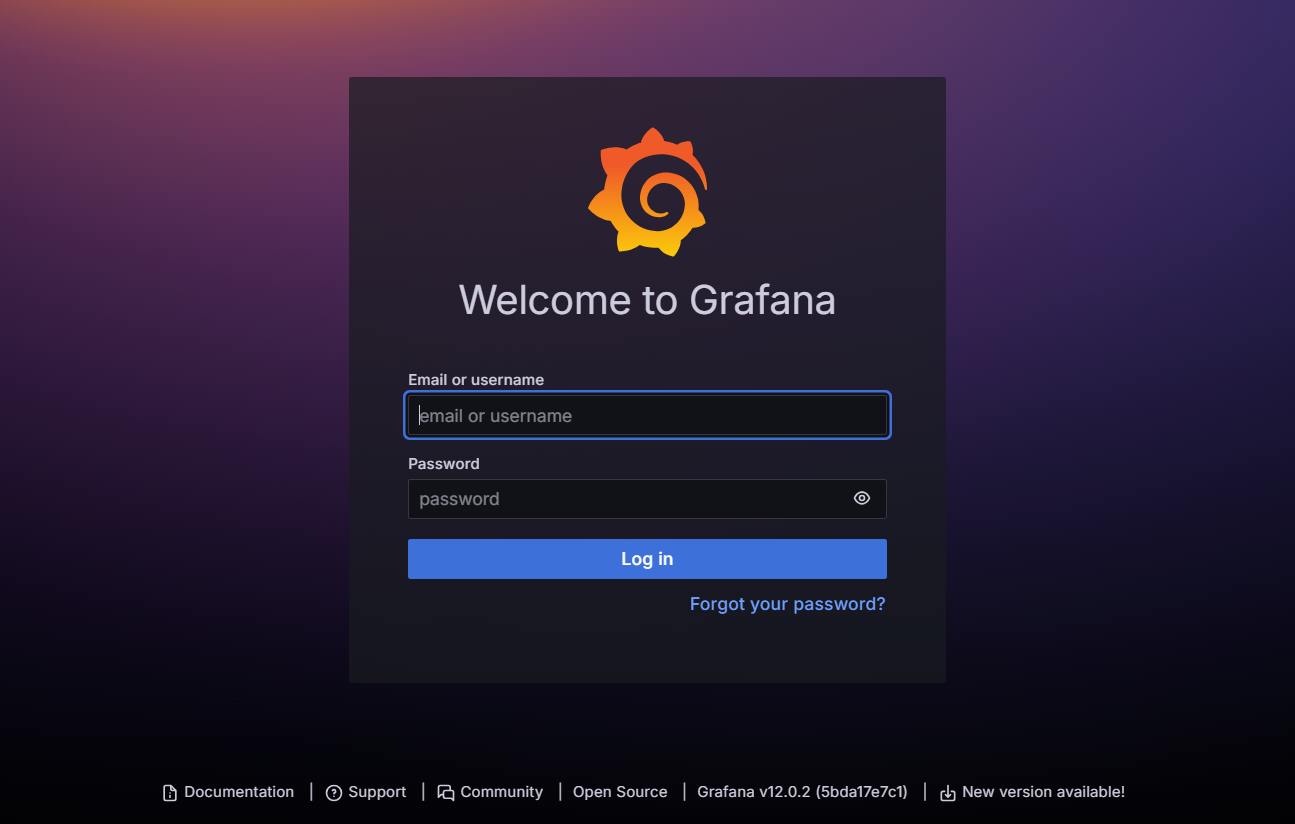 Welcome to Grafana
Email or username
email or username
Password
password
Log in
Forgot your password?
Documentation | Support | Community | Open Source | Grafana v12.0.2 (5bda17e7c1) | New version available!